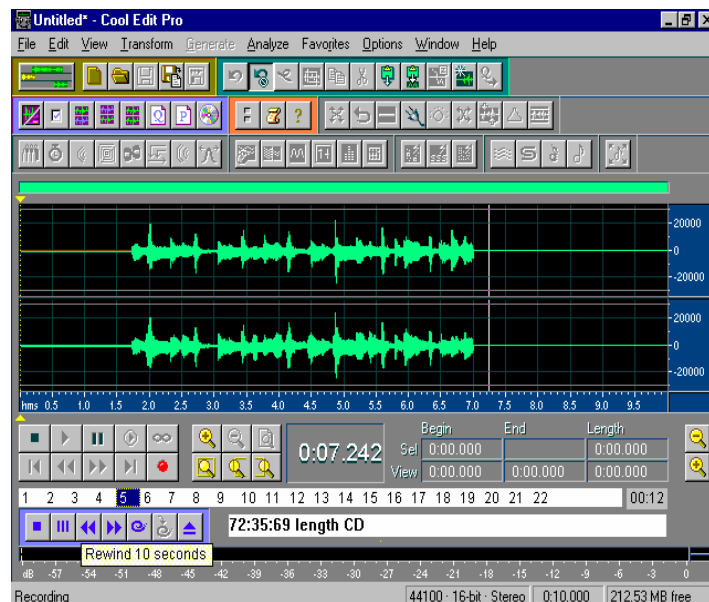 Untitled* - Cool Edit Pro
File Edit View Transform Generate Analyze Favorites Options Window Help
Q P F ?
20000
0
-20000
20000
0
-20000
hms 0.5 1.0 1.5 2.0 2.5 3.0 3.5 4.0 4.5 5.0 5.5 6.0 6.5 7.0 7.5 8.0 8.5 9.0 9.5
Begin End Length
0:07.242 Sel 0:00.000 0:00.000
View 0:00.000 0:00.000 0:00.000
1 2 3 4 5 6 7 8 9 10 11 12 13 14 15 16 17 18 19 20 21 22 00:12
72:35:69 length CD
Rewind 10 seconds
dB -57 -54 -51 -48 -45 -42 -39 -36 -33 -30 -27 -24 -21 -18 -15 -12 -9 -6 -3 0
Recording 44100 · 16-bit · Stereo 0:10.000 212.53 MB free